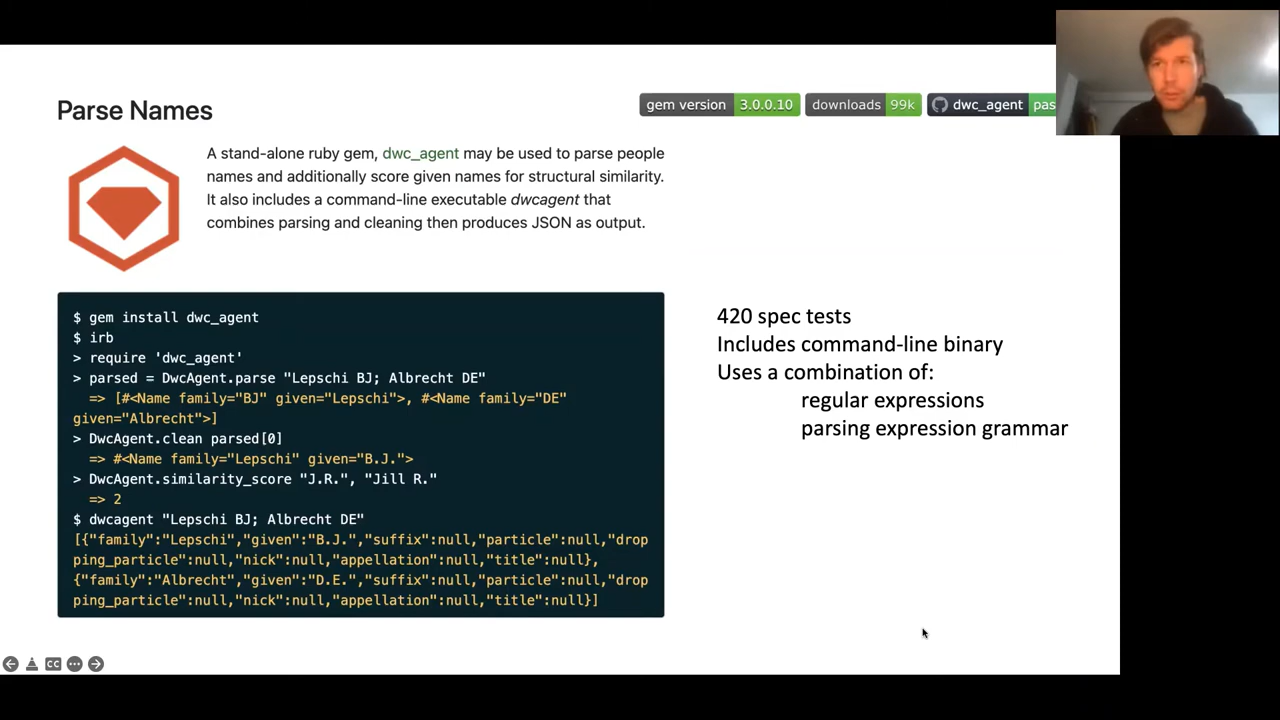 Parse Names
gem version 3.0.0.10
downloads 99k
dwc_agent pas
A stand-alone ruby gem, dwc_agent may be used to parse people
names and additionally score given names for structural similarity.
It also includes a command-line executable dwcagent that
combines parsing and cleaning then produces JSON as output.
$ gem install dwc_agent
$ irb
> require 'dwc_agent'
> parsed = DwcAgent.parse "Lepschi BJ; Albrecht DE"
=> [#<Name family="BJ" given="Lepschi">, #<Name family="DE"
given="Albrecht">]
> DwcAgent.clean parsed[0]
=> #<Name family="Lepschi" given="B.J.">
> DwcAgent.similarity_score "J.R.", "Jill R."
=> 2
$ dwcagent "Lepschi BJ; Albrecht DE"
[{"family":"Lepschi","given":"B.J.","suffix":null,"particle":null,"drop
ping_particle":null,"nick":null,"appellation":null,"title":null},
{"family":"Albrecht","given":"D.E.","suffix":null,"particle":null,"drop
ping_particle":null,"nick":null,"appellation":null,"title":null}]
420 spec tests
Includes command-line binary
Uses a combination of:
regular expressions
parsing expression grammar
CC